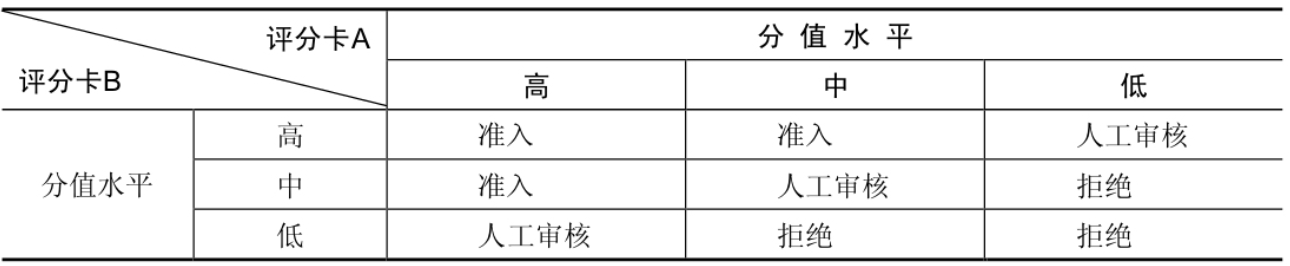 评分卡A 分值水平
评分卡B 高 中 低
高 准入 准入 人工审核
分值水平 中 准入 人工审核 拒绝
低 人工审核 拒绝 拒绝